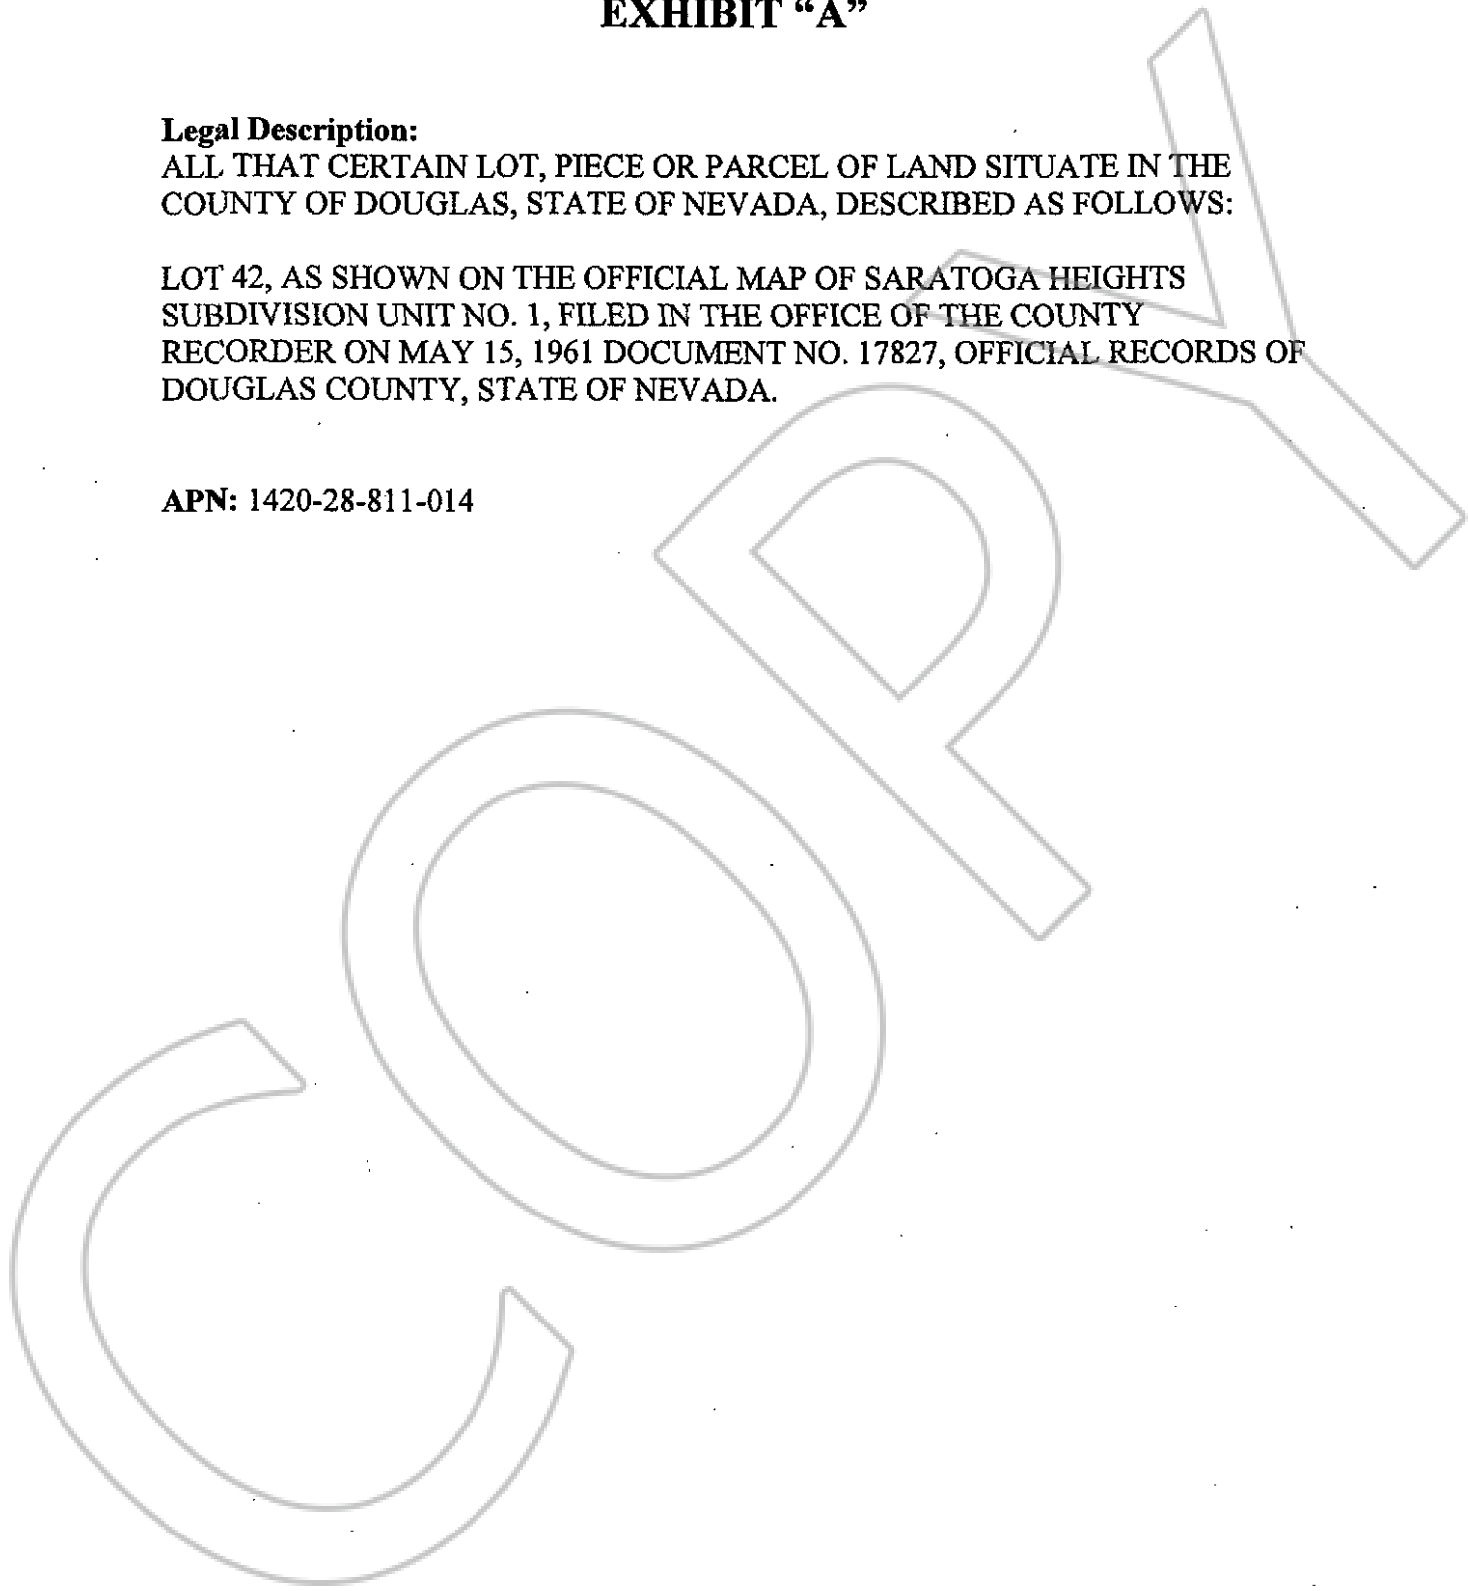 EXHIBIT “A”
Legal Description:
ALL THAT CERTAIN LOT, PIECE OR PARCEL OF LAND SITUATE IN THE
COUNTY OF DOUGLAS, STATE OF NEVADA, DESCRIBED AS FOLLOWS:
LOT 42, AS SHOWN ON THE OFFICIAL MAP OF SARATOGA HEIGHTS
SUBDIVISION UNIT NO. 1, FILED IN THE OFFICE OF THE COUNTY
RECORDER ON MAY 15, 1961 DOCUMENT NO. 17827, OFFICIAL RECORDS OF
DOUGLAS COUNTY, STATE OF NEVADA.
APN: 1420-28-811-014
COPY